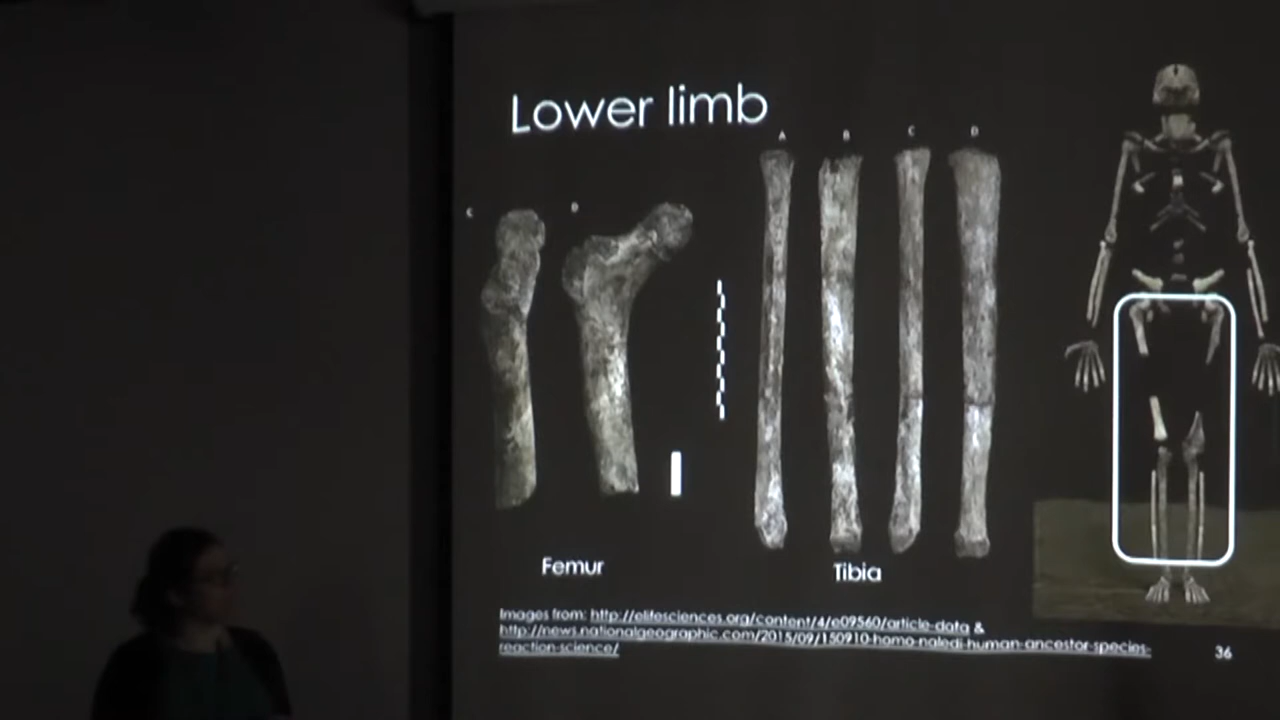 Lower limb
A B C D
C D
Femur
Tibia
Images from: http://elifesciences.org/content/4/e09560/article-data &
http://news.nationalgeographic.com/2015/09/150910-homo-naledi-human-ancestor-species-
reaction-science/
36